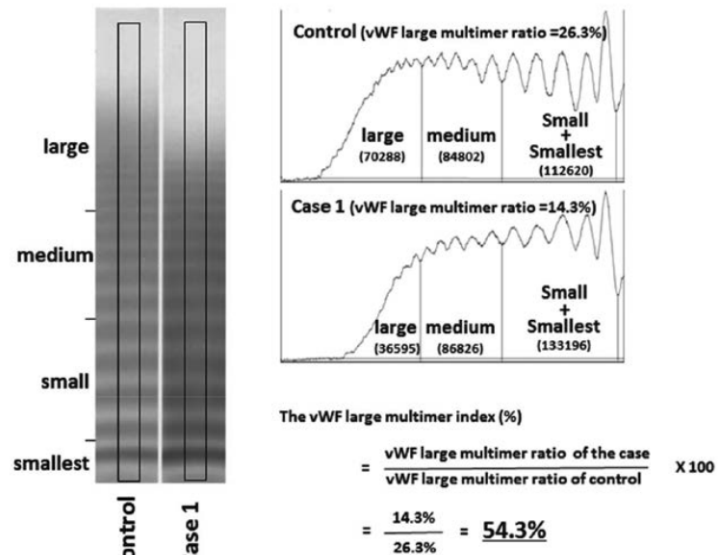 large
medium
small
smallest
ontrol
ase 1
Control (vWF large multimer ratio =26.3%)
large
(70288)
medium
(84802)
Small
+
Smallest
(112620)
Case 1 (vWF large multimer ratio =14.3%)
large
(36595)
medium
(86826)
Small
+
Smallest
(133196)
The vWF large multimer index (%)
= vWF large multimer ratio of the case
vWF large multimer ratio of control
X 100
= 14.3%
26.3%
= 54.3%